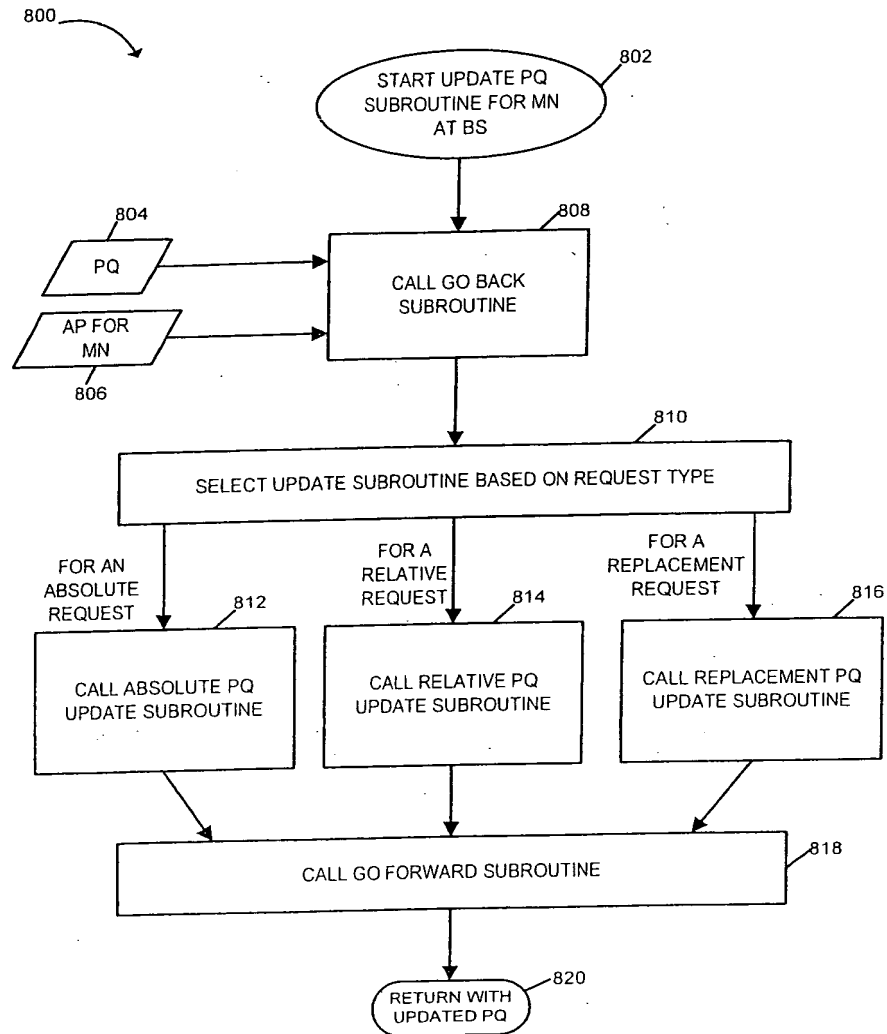 800
802
START UPDATE PQ
SUBROUTINE FOR MN
AT BS
804
PQ
808
CALL GO BACK
SUBROUTINE
AP FOR
MN
806
810
SELECT UPDATE SUBROUTINE BASED ON REQUEST TYPE
FOR AN
ABSOLUTE
REQUEST
812
FOR A
RELATIVE
REQUEST
814
FOR A
REPLACEMENT
REQUEST
816
CALL ABSOLUTE PQ
UPDATE SUBROUTINE
CALL RELATIVE PQ
UPDATE SUBROUTINE
CALL REPLACEMENT PQ
UPDATE SUBROUTINE
CALL GO FORWARD SUBROUTINE
818
RETURN WITH
UPDATED PQ
820